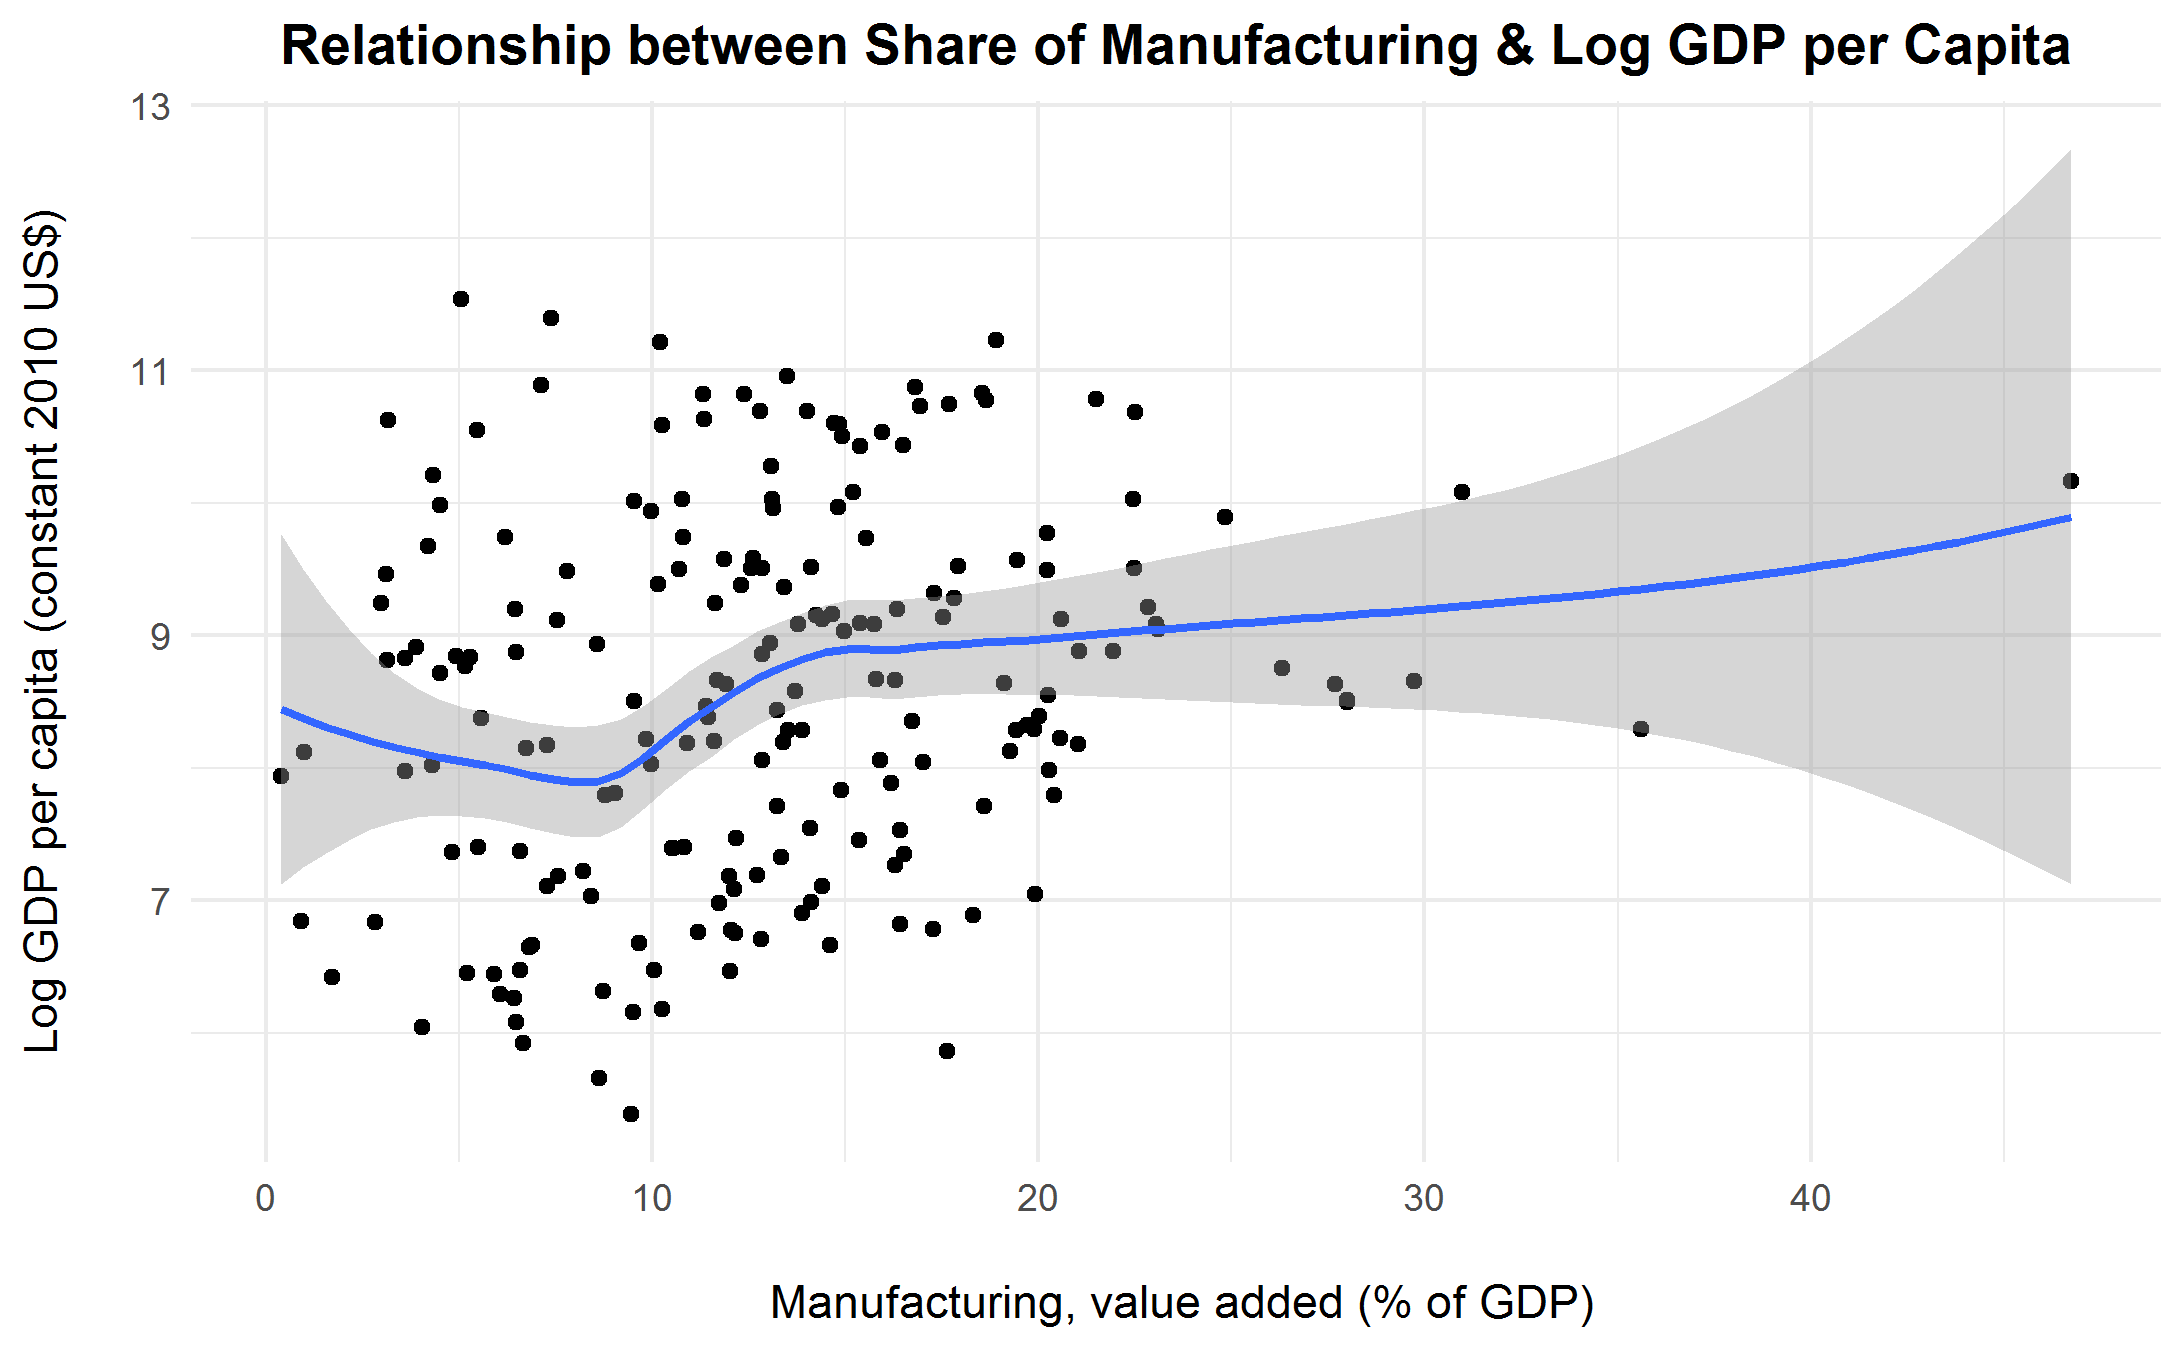 Relationship between Share of Manufacturing & Log GDP per Capita
Log GDP per capita (constant 2010 US$)
13
11
9
7
0 10 20 30 40
Manufacturing, value added (% of GDP)